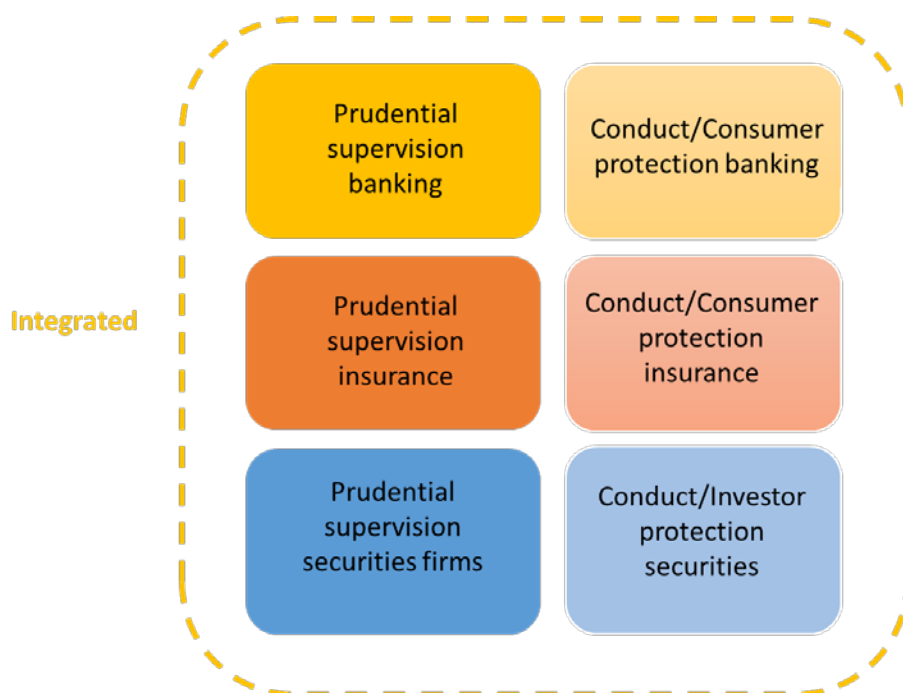 Prudential
supervision
banking
Conduct/Consumer
protection banking
Integrated
Prudential
supervision
insurance
Conduct/Consumer
protection
insurance
Prudential
supervision
securities firms
Conduct/Investor
protection
securities